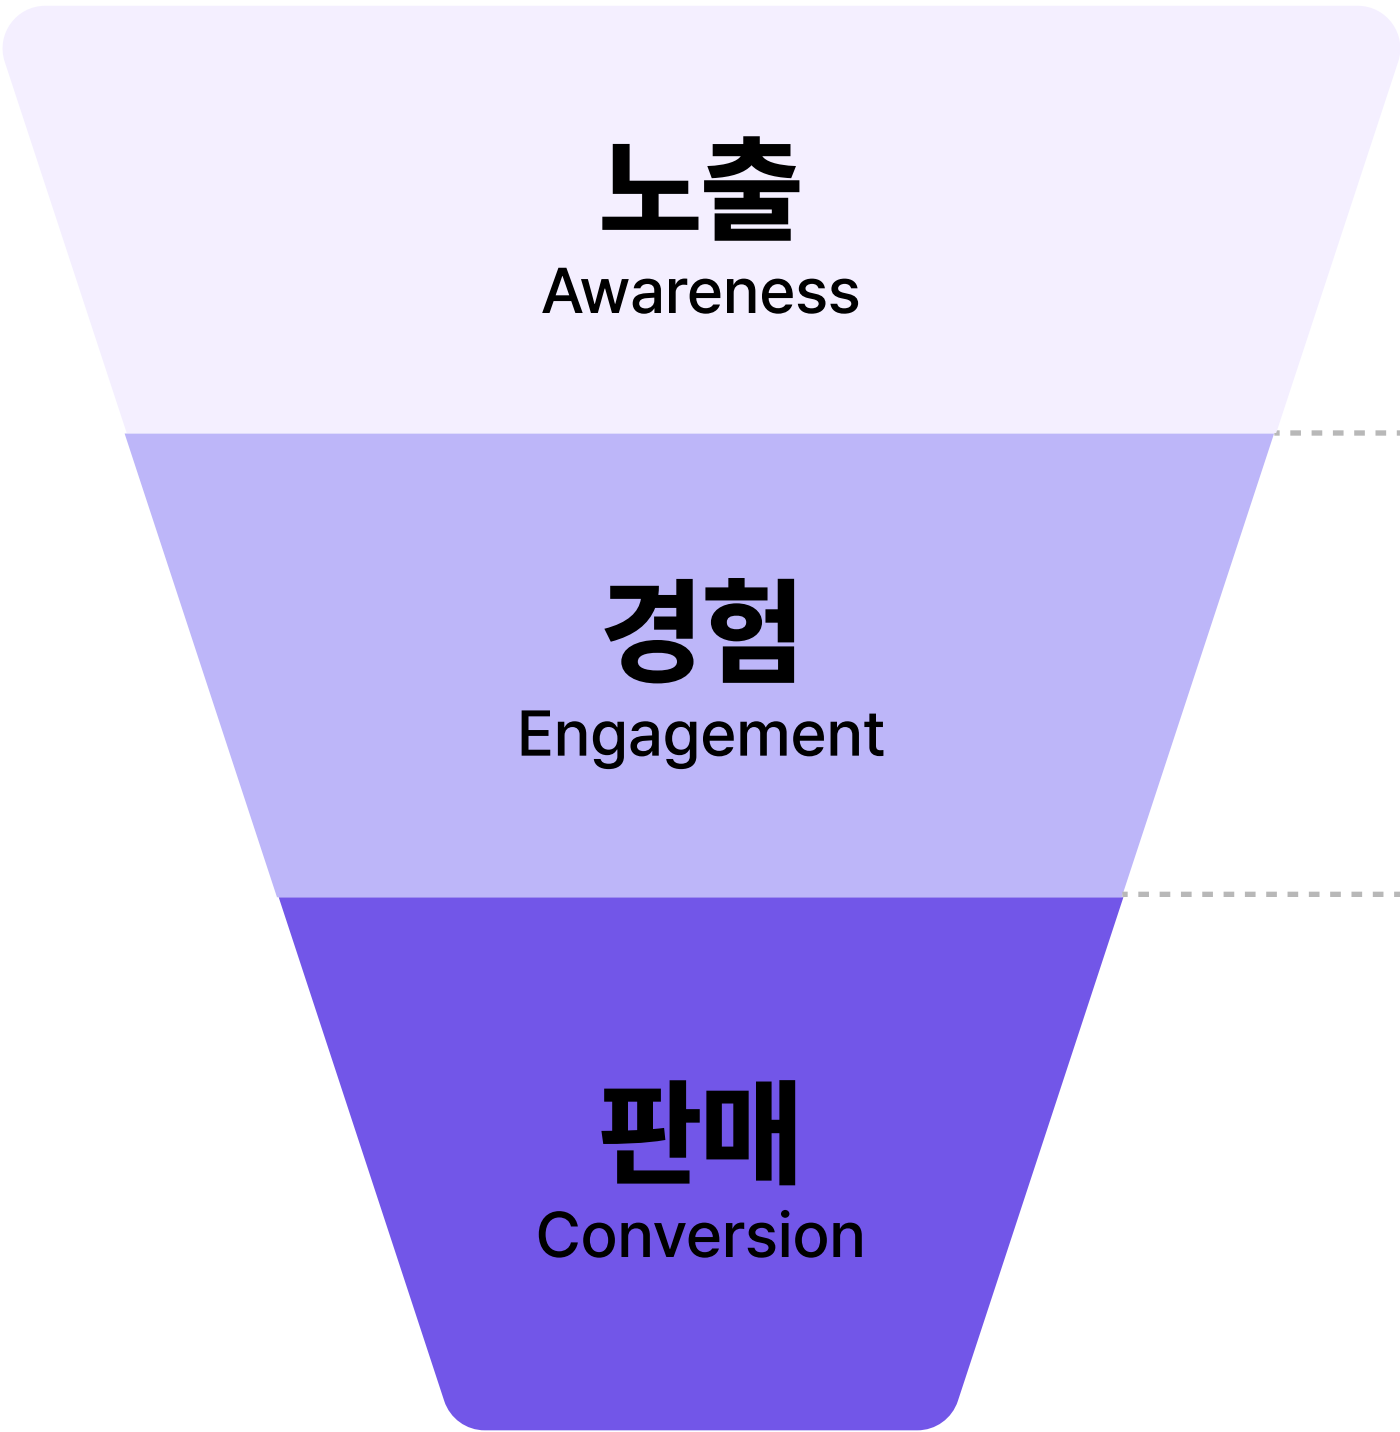 노출
Awareness
경험
Engagement
판매
Conversion